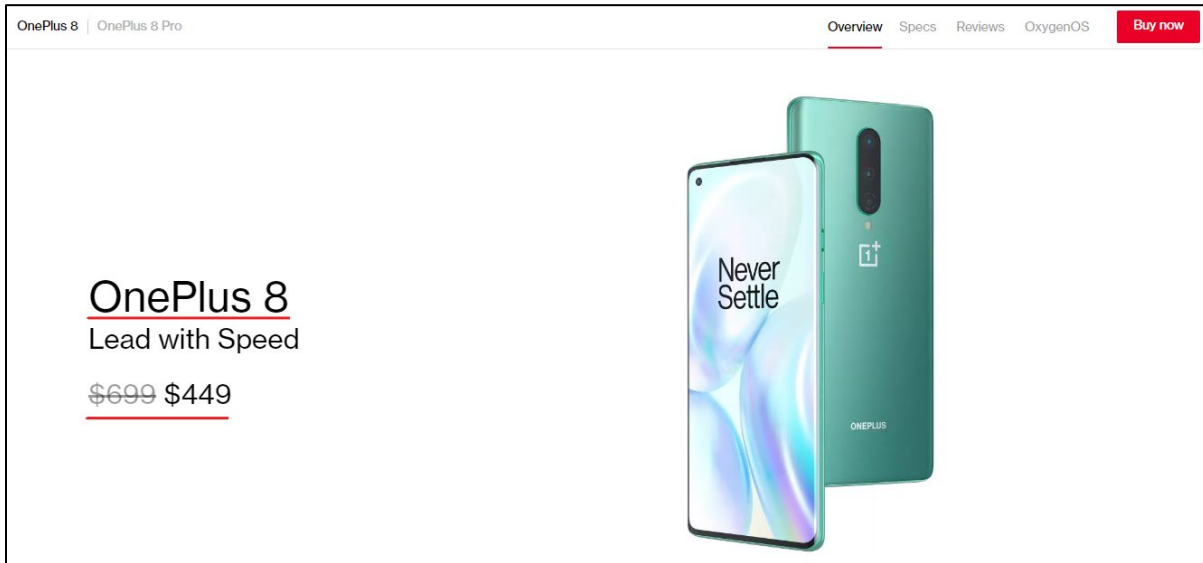 OnePlus 8 | OnePlus 8 Pro
Overview Specs Reviews OxygenOS Buy now
OnePlus 8
Lead with Speed
$699 $449
Never
Settle
1+
ONEPLUS